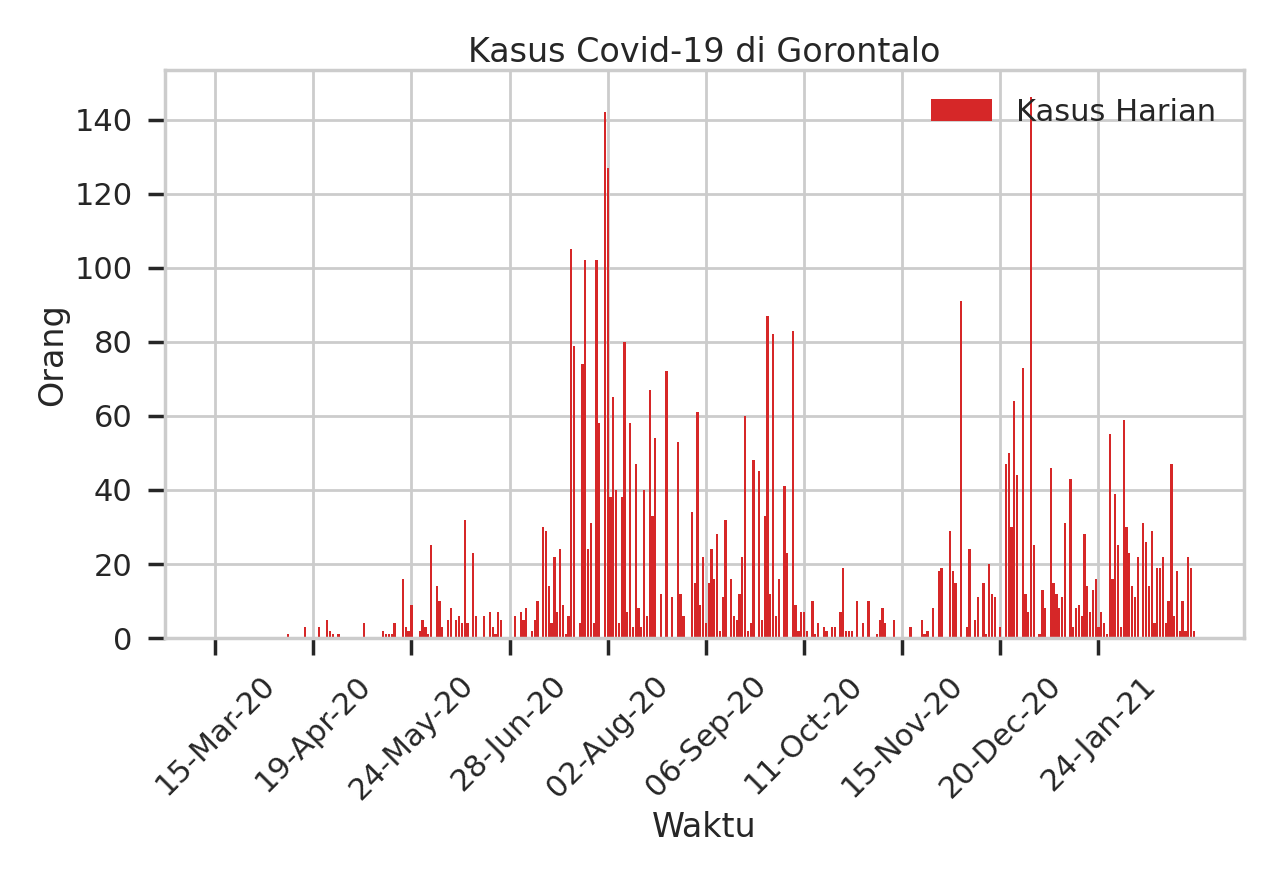 Kasus Covid-19 di Gorontalo
Kasus Harian
140
120
100
80
60
40
20
0
Orang
15-Mar-20
19-Apr-20
24-May-20
28-Jun-20
02-Aug-20
06-Sep-20
11-Oct-20
15-Nov-20
20-Dec-20
24-Jan-21
Waktu